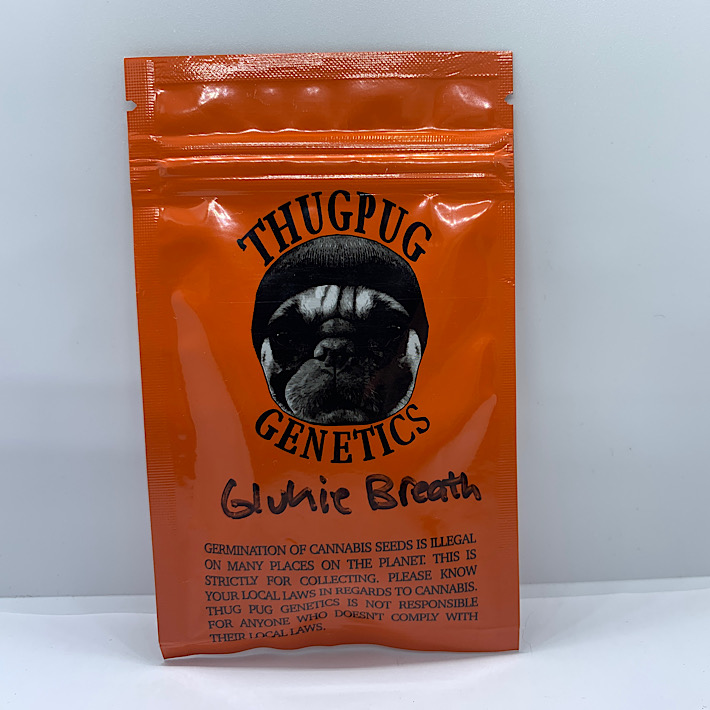 THUGPUG
GENETICS
Gluhie Breath
GERMINATION OF CANNABIS SEEDS IS ILLEGAL
ON MANY PLACES ON THE PLANET. THIS IS
STRICTLY FOR COLLECTING. PLEASE KNOW
YOUR LOCAL LAWS IN REGARDS TO CANNABIS.
THUG PUG GENETICS IS NOT RESPONSIBLE
FOR ANYONE WHO DOESN'T COMPLY WITH
THEIR LOCAL LAWS.